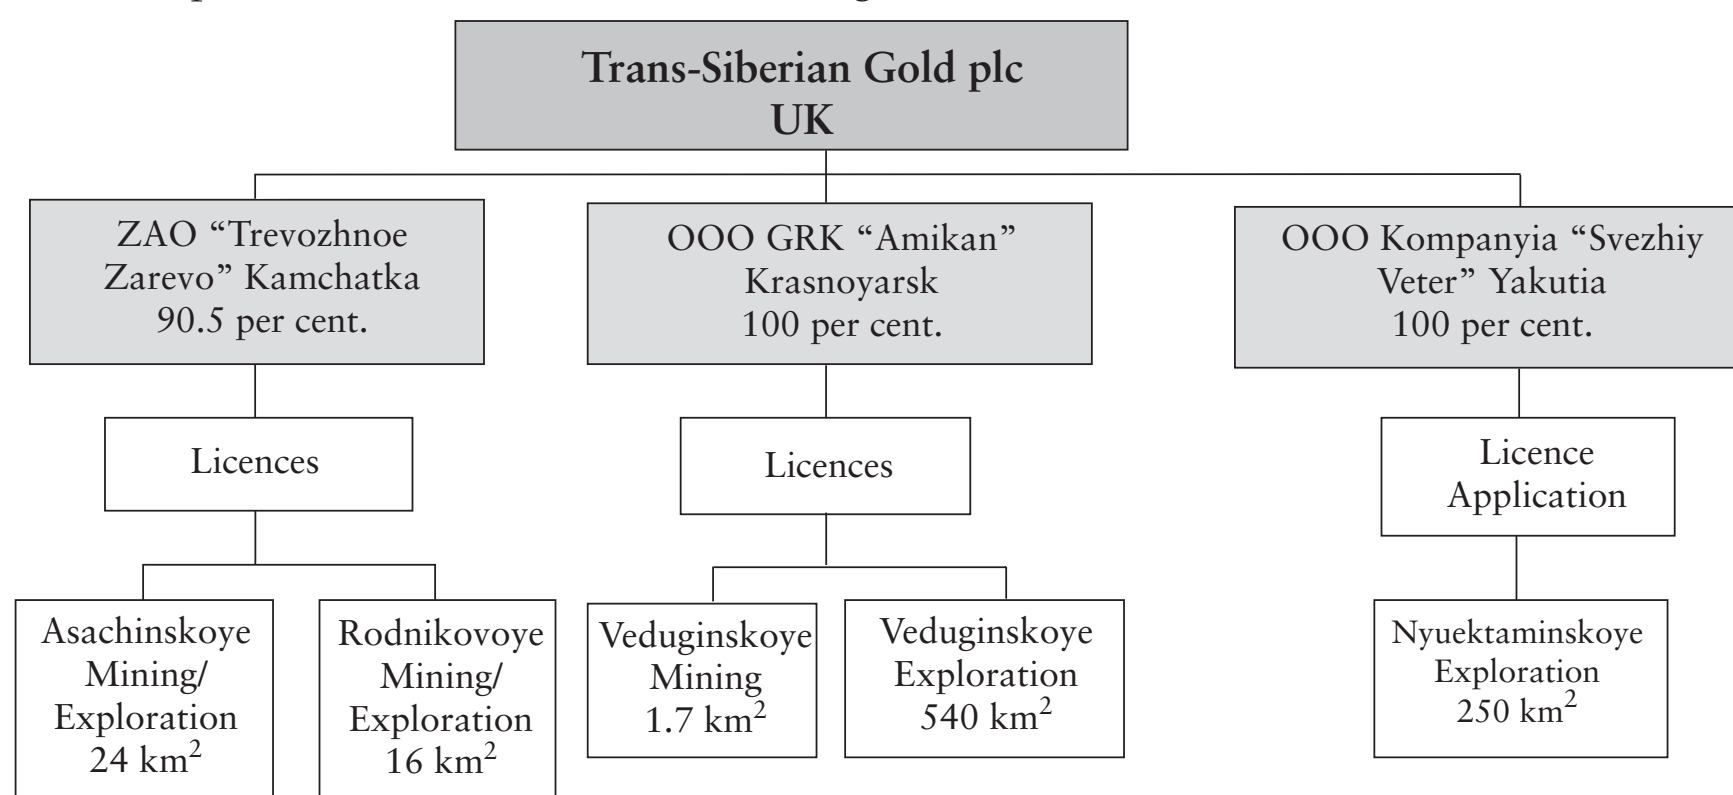 Trans-Siberian Gold plc
UK
ZAO “Trevozhnoe
Zarevo” Kamchatka
90.5 per cent.
OOO GRK “Amikan”
Krasnoyarsk
100 per cent.
OOO Kompanyia “Svezhiy
Veter” Yakutia
100 per cent.
Licences
Licences
Licence
Application
Asachinskoye
Mining/
Exploration
24 km²
Rodnikovoye
Mining/
Exploration
16 km²
Veduginskoye
Mining
1.7 km²
Veduginskoye
Exploration
540 km²
Nyuektaminskoye
Exploration
250 km²